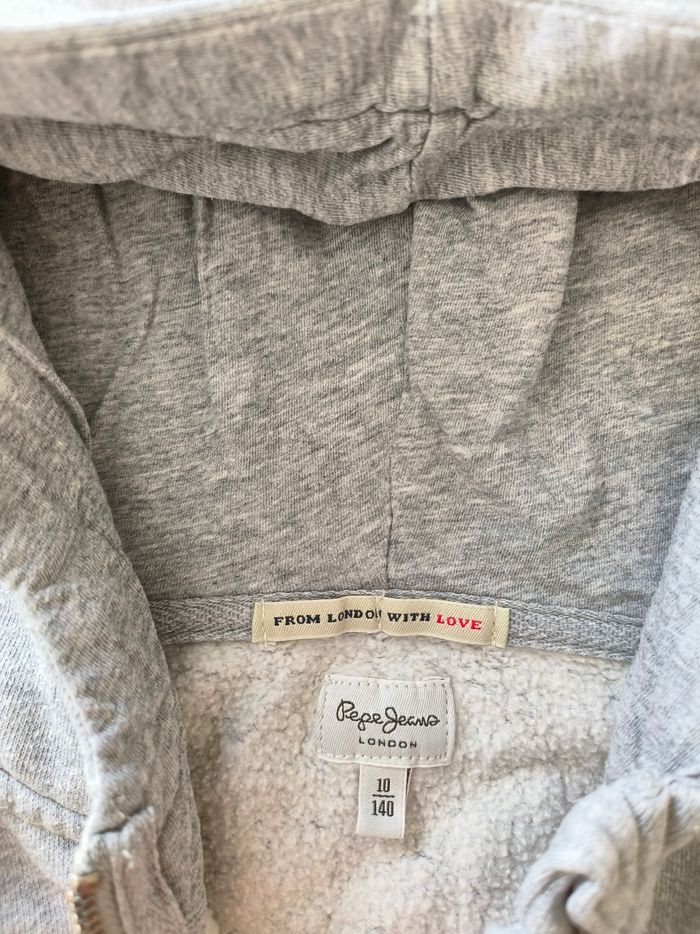 FROM LONDON WITH LOVE
Pepe Jeans
LONDON
10
140